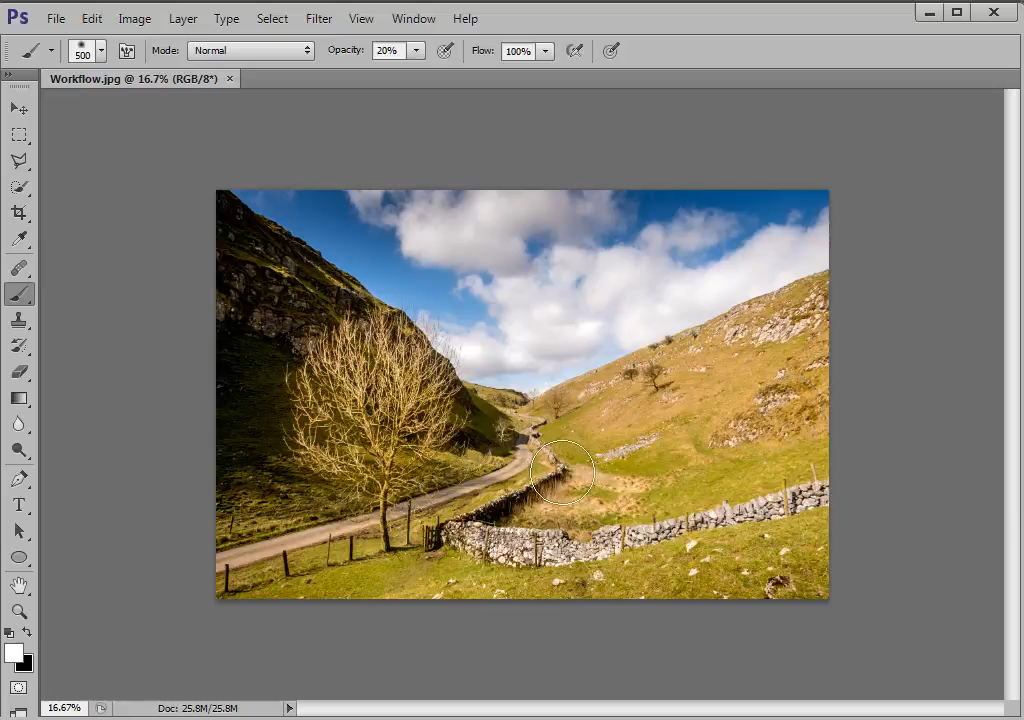 Ps File Edit Image Layer Type Select Filter View Window Help
500 Mode: Normal Opacity: 20% Flow: 100%
Workflow.jpg @ 16.7% (RGB/8*) ×
T
16.67% Doc: 25.8M/25.8M